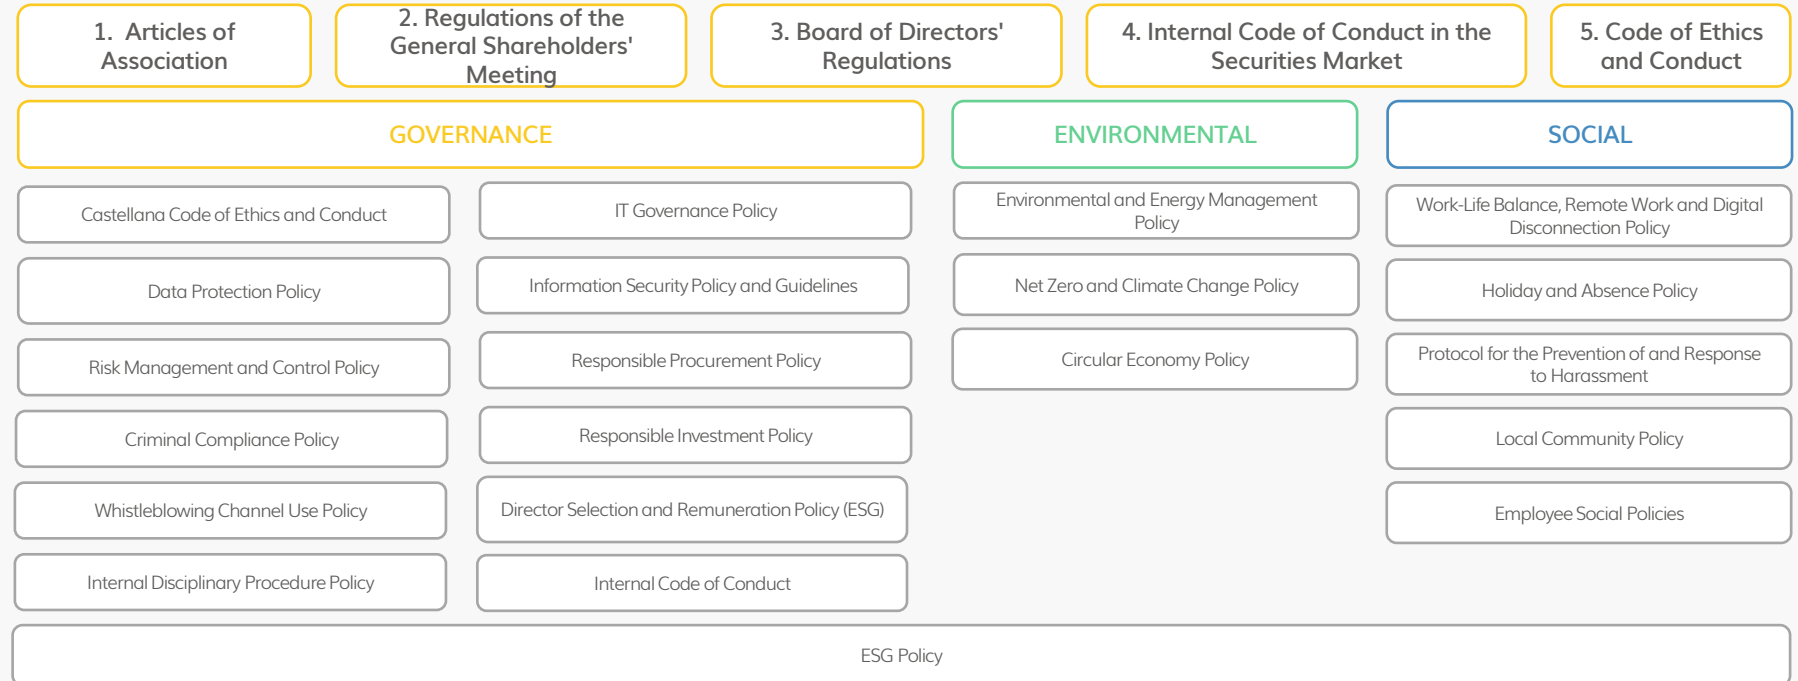 1. Articles of
Association
2. Regulations of the
General Shareholders'
Meeting
3. Board of Directors'
Regulations
4. Internal Code of Conduct in the
Securities Market
5. Code of Ethics
and Conduct
GOVERNANCE
ENVIRONMENTAL
SOCIAL
Castellana Code of Ethics and Conduct
Data Protection Policy
Risk Management and Control Policy
Criminal Compliance Policy
Whistleblowing Channel Use Policy
Internal Disciplinary Procedure Policy
IT Governance Policy
Information Security Policy and Guidelines
Responsible Procurement Policy
Responsible Investment Policy
Director Selection and Remuneration Policy (ESG)
Internal Code of Conduct
Environmental and Energy Management
Policy
Net Zero and Climate Change Policy
Circular Economy Policy
Work-Life Balance, Remote Work and Digital
Disconnection Policy
Holiday and Absence Policy
Protocol for the Prevention of and Response
to Harassment
Local Community Policy
Employee Social Policies
ESG Policy